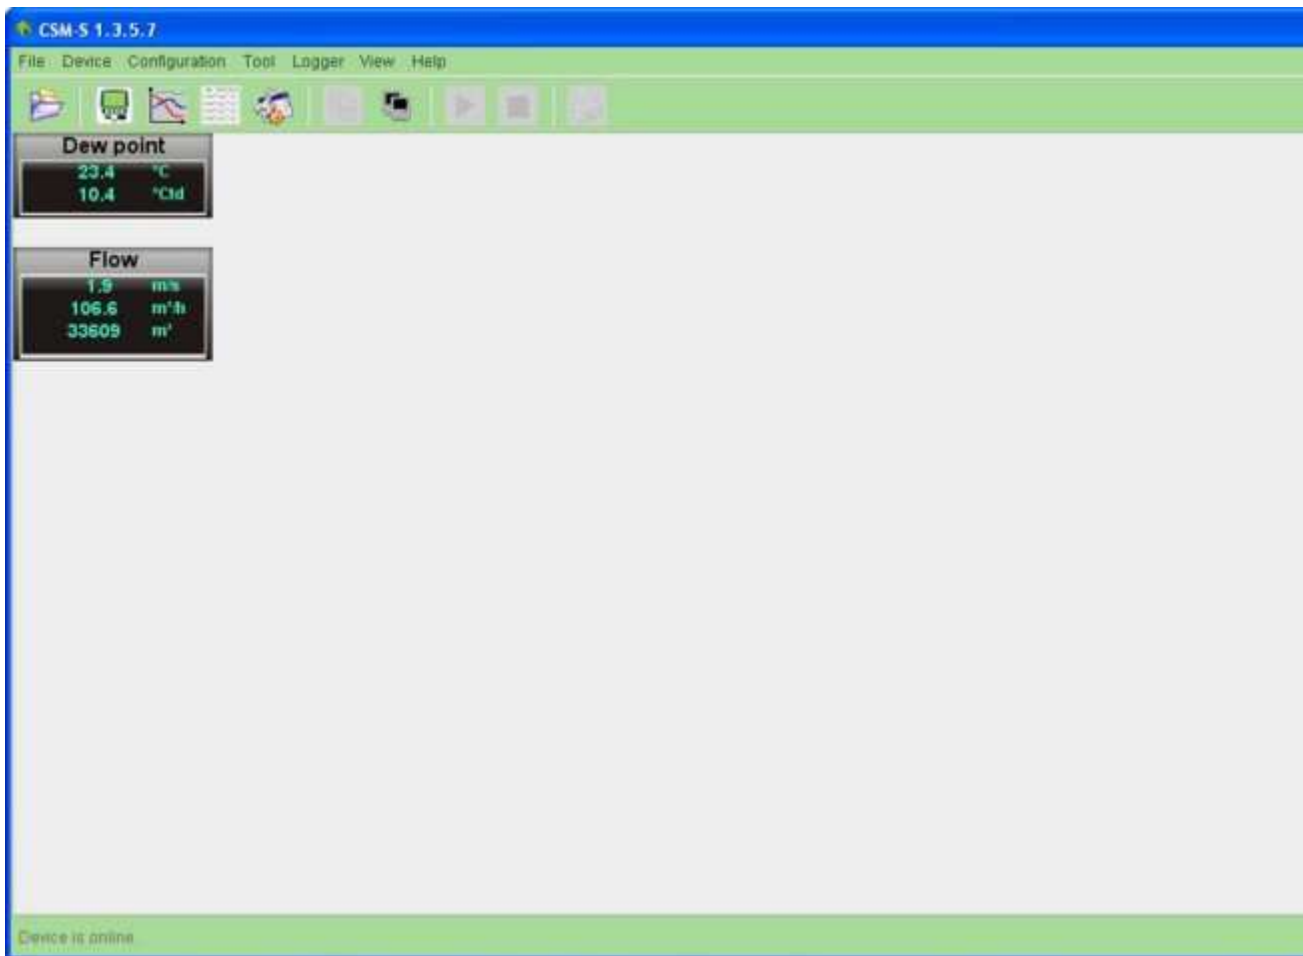 CSM-S 1.3.5.7
File Device Configuration Tool Logger View Help
Dew point
23.4 °C
10.4 °Ctd
Flow
1.9 m/s
106.6 m³/h
33609 m³
Device is online.